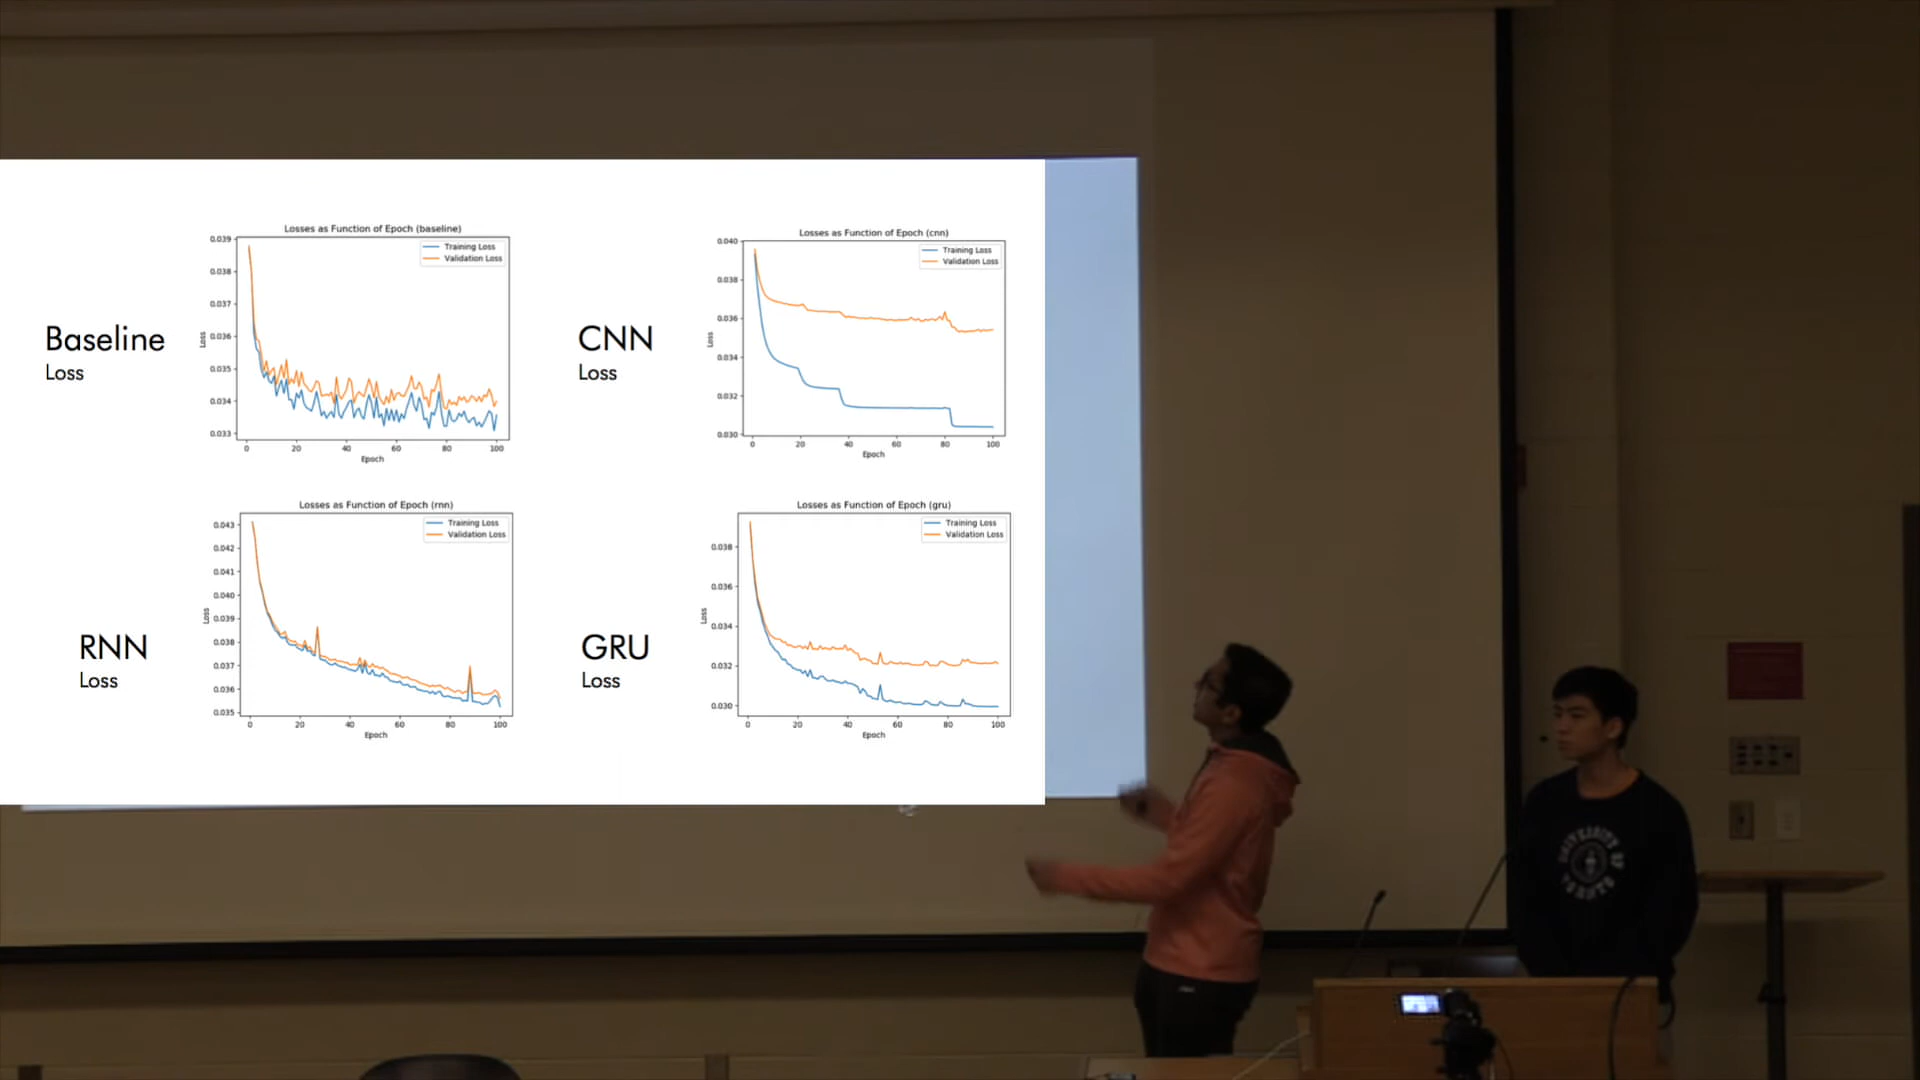 Losses as Function of Epoch (baseline)
0.039
0.038
0.037
0.036
0.035
0.034
0.033
Loss
0 20 40 60 80 100
Epoch
Training Loss
Validation Loss
Baseline
Loss
Losses as Function of Epoch (cnn)
0.040
0.038
0.036
0.034
0.032
0.030
Loss
0 20 40 60 80 100
Epoch
Training Loss
Validation Loss
CNN
Loss
Losses as Function of Epoch (rnn)
0.043
0.042
0.041
0.040
0.039
0.038
0.037
0.036
0.035
Loss
0 20 40 60 80 100
Epoch
Training Loss
Validation Loss
RNN
Loss
Losses as Function of Epoch (gru)
0.038
0.036
0.034
0.032
0.030
Loss
0 20 40 60 80 100
Epoch
Training Loss
Validation Loss
GRU
Loss
UNIVERSITY OF
TORONTO